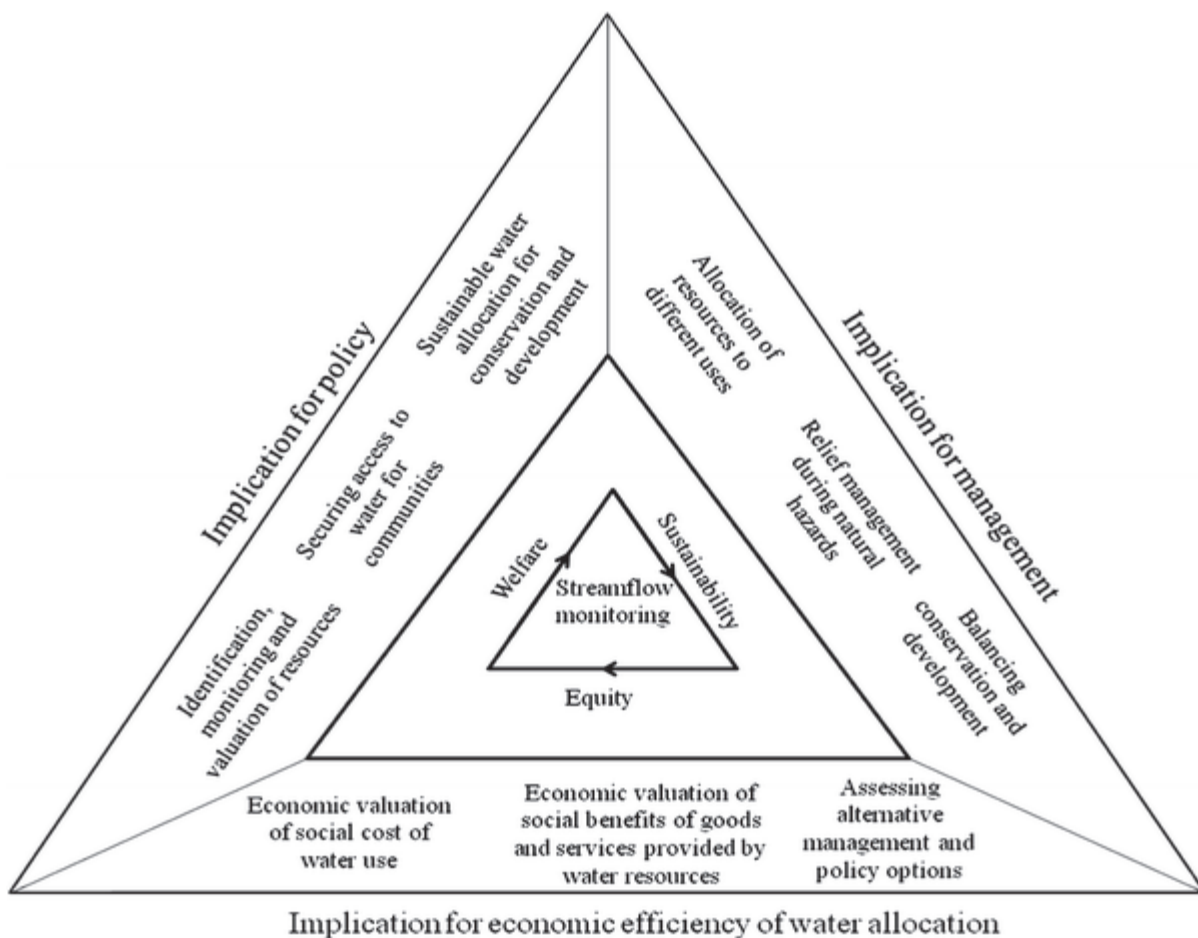 Implication for policy
Sustainable water
allocation for
conservation and
development
Securing access to
water for
communities
Identification,
monitoring and
valuation of resources
Implication for management
Allocation of
resources to
different uses
Relief management
during natural
hazards
Balancing
conservation and
development
Welfare
Sustainability
Streamflow
monitoring
Equity
Economic valuation
of social cost of
water use
Economic valuation of
social benefits of goods
and services provided by
water resources
Assessing
alternative
management and
policy options
Implication for economic efficiency of water allocation